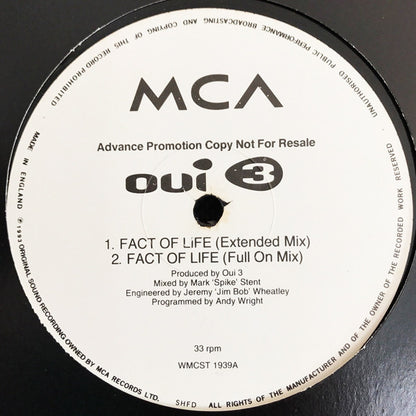 MCA
Advance Promotion Copy Not For Resale
oui 3
1. FACT OF LiFE (Extended Mix)
2. FACT OF LIFE (Full On Mix)
Produced by Oui 3
Mixed by Mark 'Spike' Stent
Engineered by Jeremy 'Jim Bob' Wheatley
Programmed by Andy Wright
33 rpm
WMCST 1939A
MADE IN ENGLAND ℗ 1993 ORIGINAL SOUND RECORDING OWNED BY MCA RECORDS LTD. SHFD ALL RIGHTS OF THE MANUFACTURER AND OF THE OWNER OF THE RECORDED WORK RESERVED
UNAUTHORISED PUBLIC PERFORMANCE BROADCASTING AND COPYING OF THIS RECORD PROHIBITED